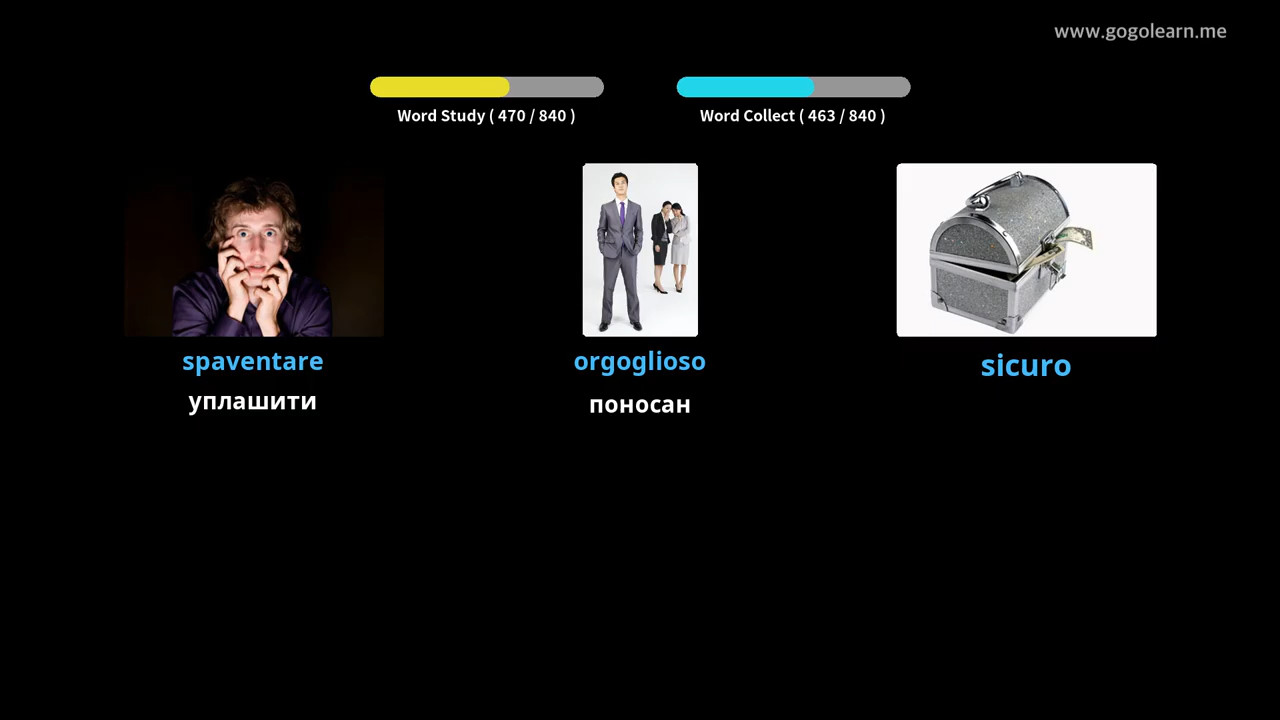 www.gogolearn.me
Word Study ( 470 / 840 )
Word Collect ( 463 / 840 )
spaventare
orgoglioso
sicuro
уплашити
поносан